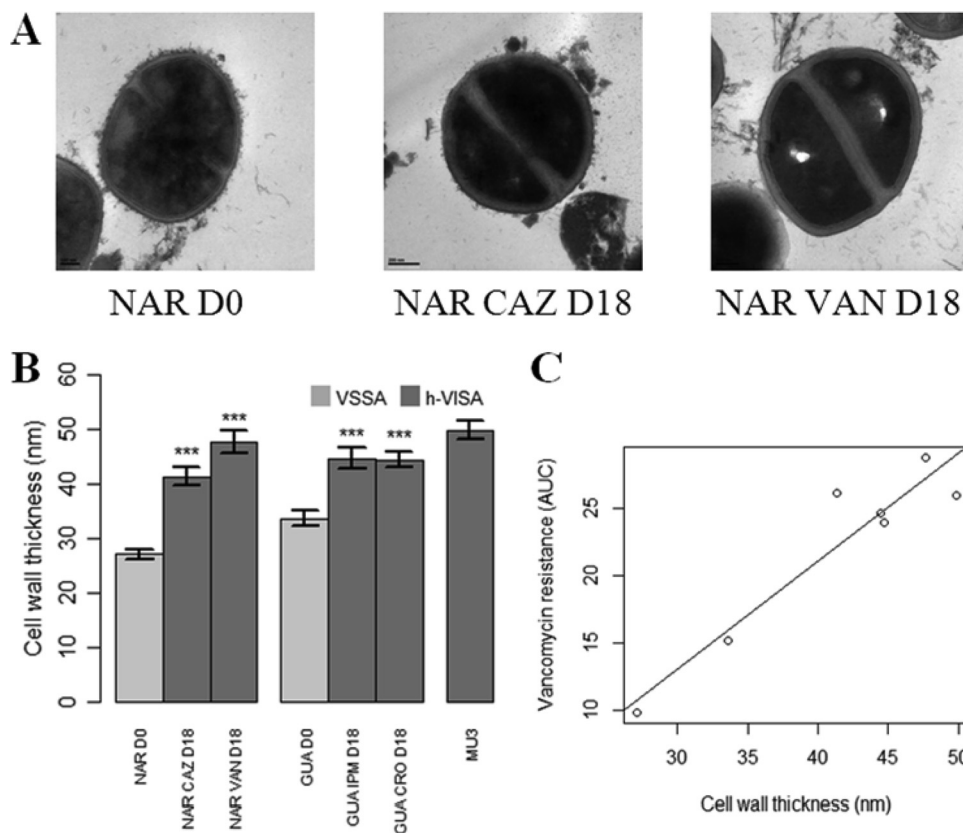 A
NAR D0
NAR CAZ D18
NAR VAN D18
B
Cell wall thickness (nm)
60
50
40
30
20
10
0
VSSA
h-VISA
***
***
***
***
NAR D0
NAR CAZ D18
NAR VAN D18
GUA D0
GUA IPM D18
GUA CRO D18
MU3
C
Vancomycin resistance (AUC)
25
20
15
10
30
35
40
45
50
Cell wall thickness (nm)